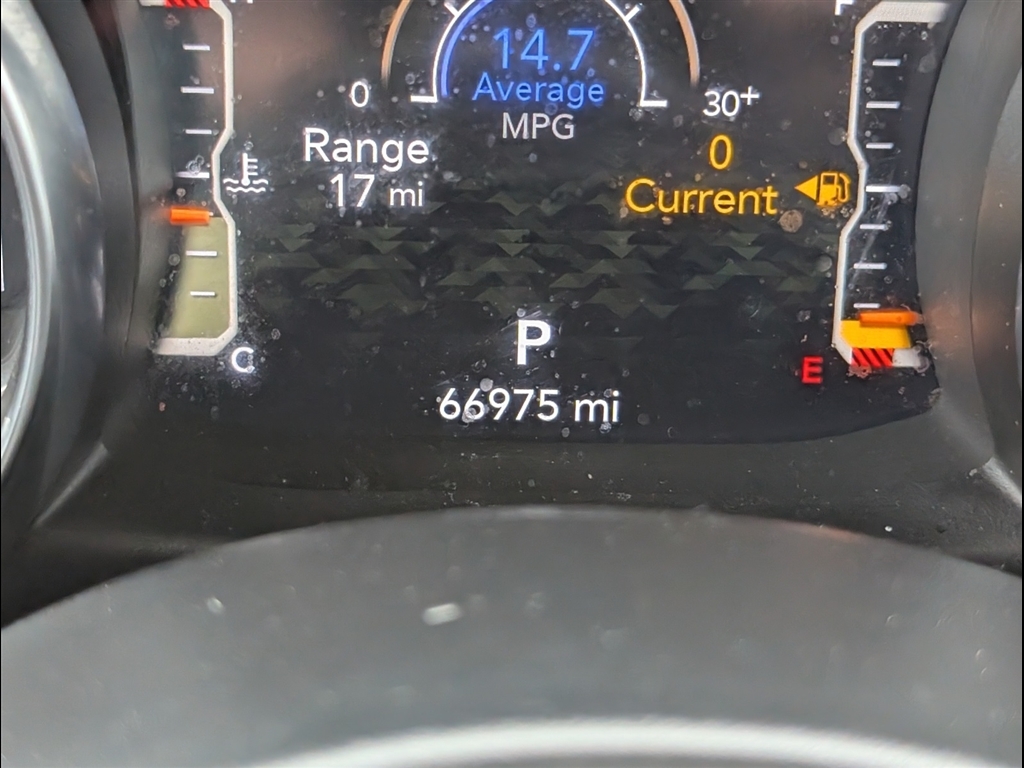 14.7
Average
MPG
0
30+
Range
17 mi
0
Current
P
C
E
66975 mi